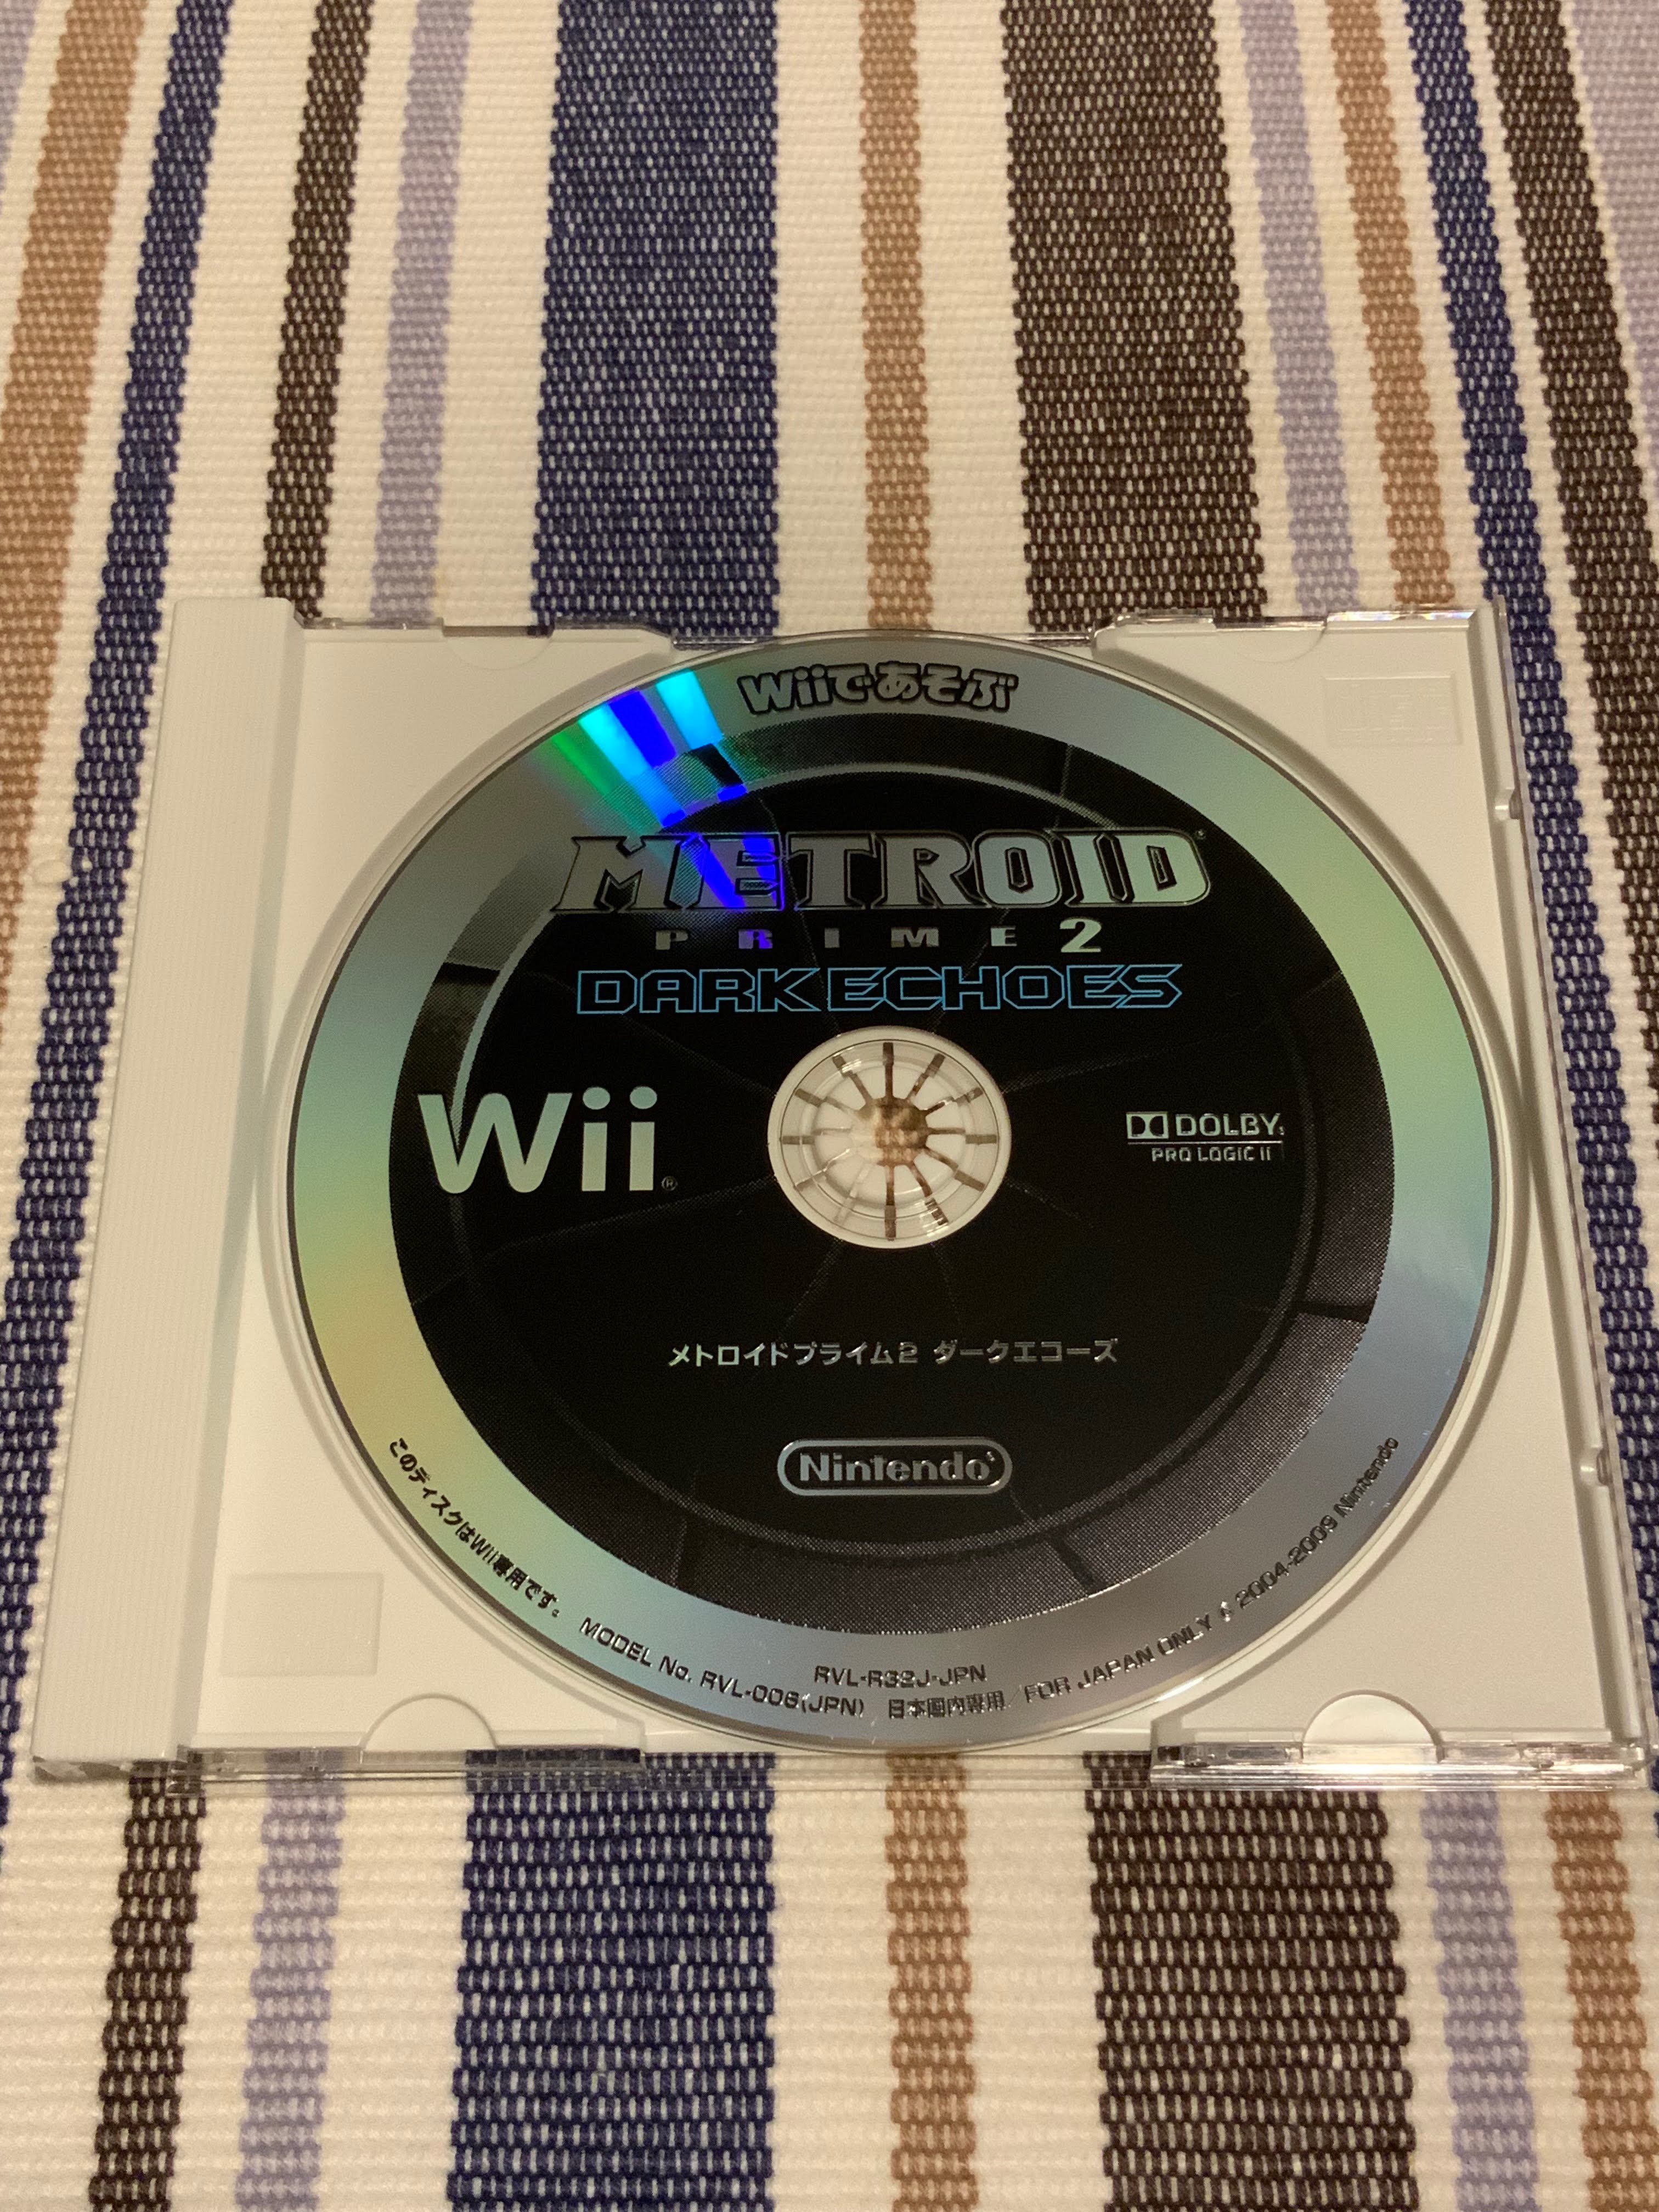 Wiiであそぶ
METROID
PRIME 2
DARK ECHOES
Wii®
DOLBY
PRO LOGIC II
メトロイドプライム2 ダークエコーズ
Nintendo®
このディスクはWii専用です。 MODEL No. RVL-006(JPN) 日本国内専用/FOR JAPAN ONLY © 2004-2009 Nintendo
RVL-R32J-JPN